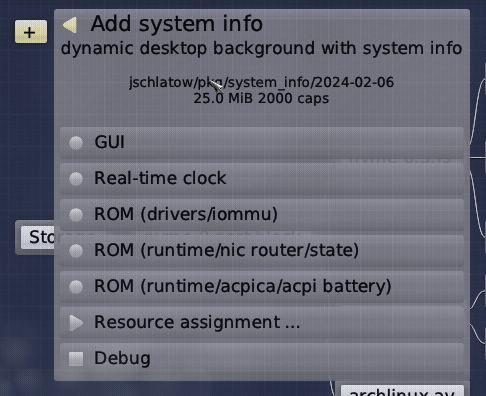 +
Add system info
dynamic desktop background with system info
jschlatow/pkg/system_info/2024-02-06
25.0 MiB 2000 caps
GUI
Real-time clock
ROM (drivers/iommu)
Sto
ROM (runtime/nic router/state)
ROM (runtime/acpica/acpi battery)
Resource assignment ...
Debug
archlinux.av